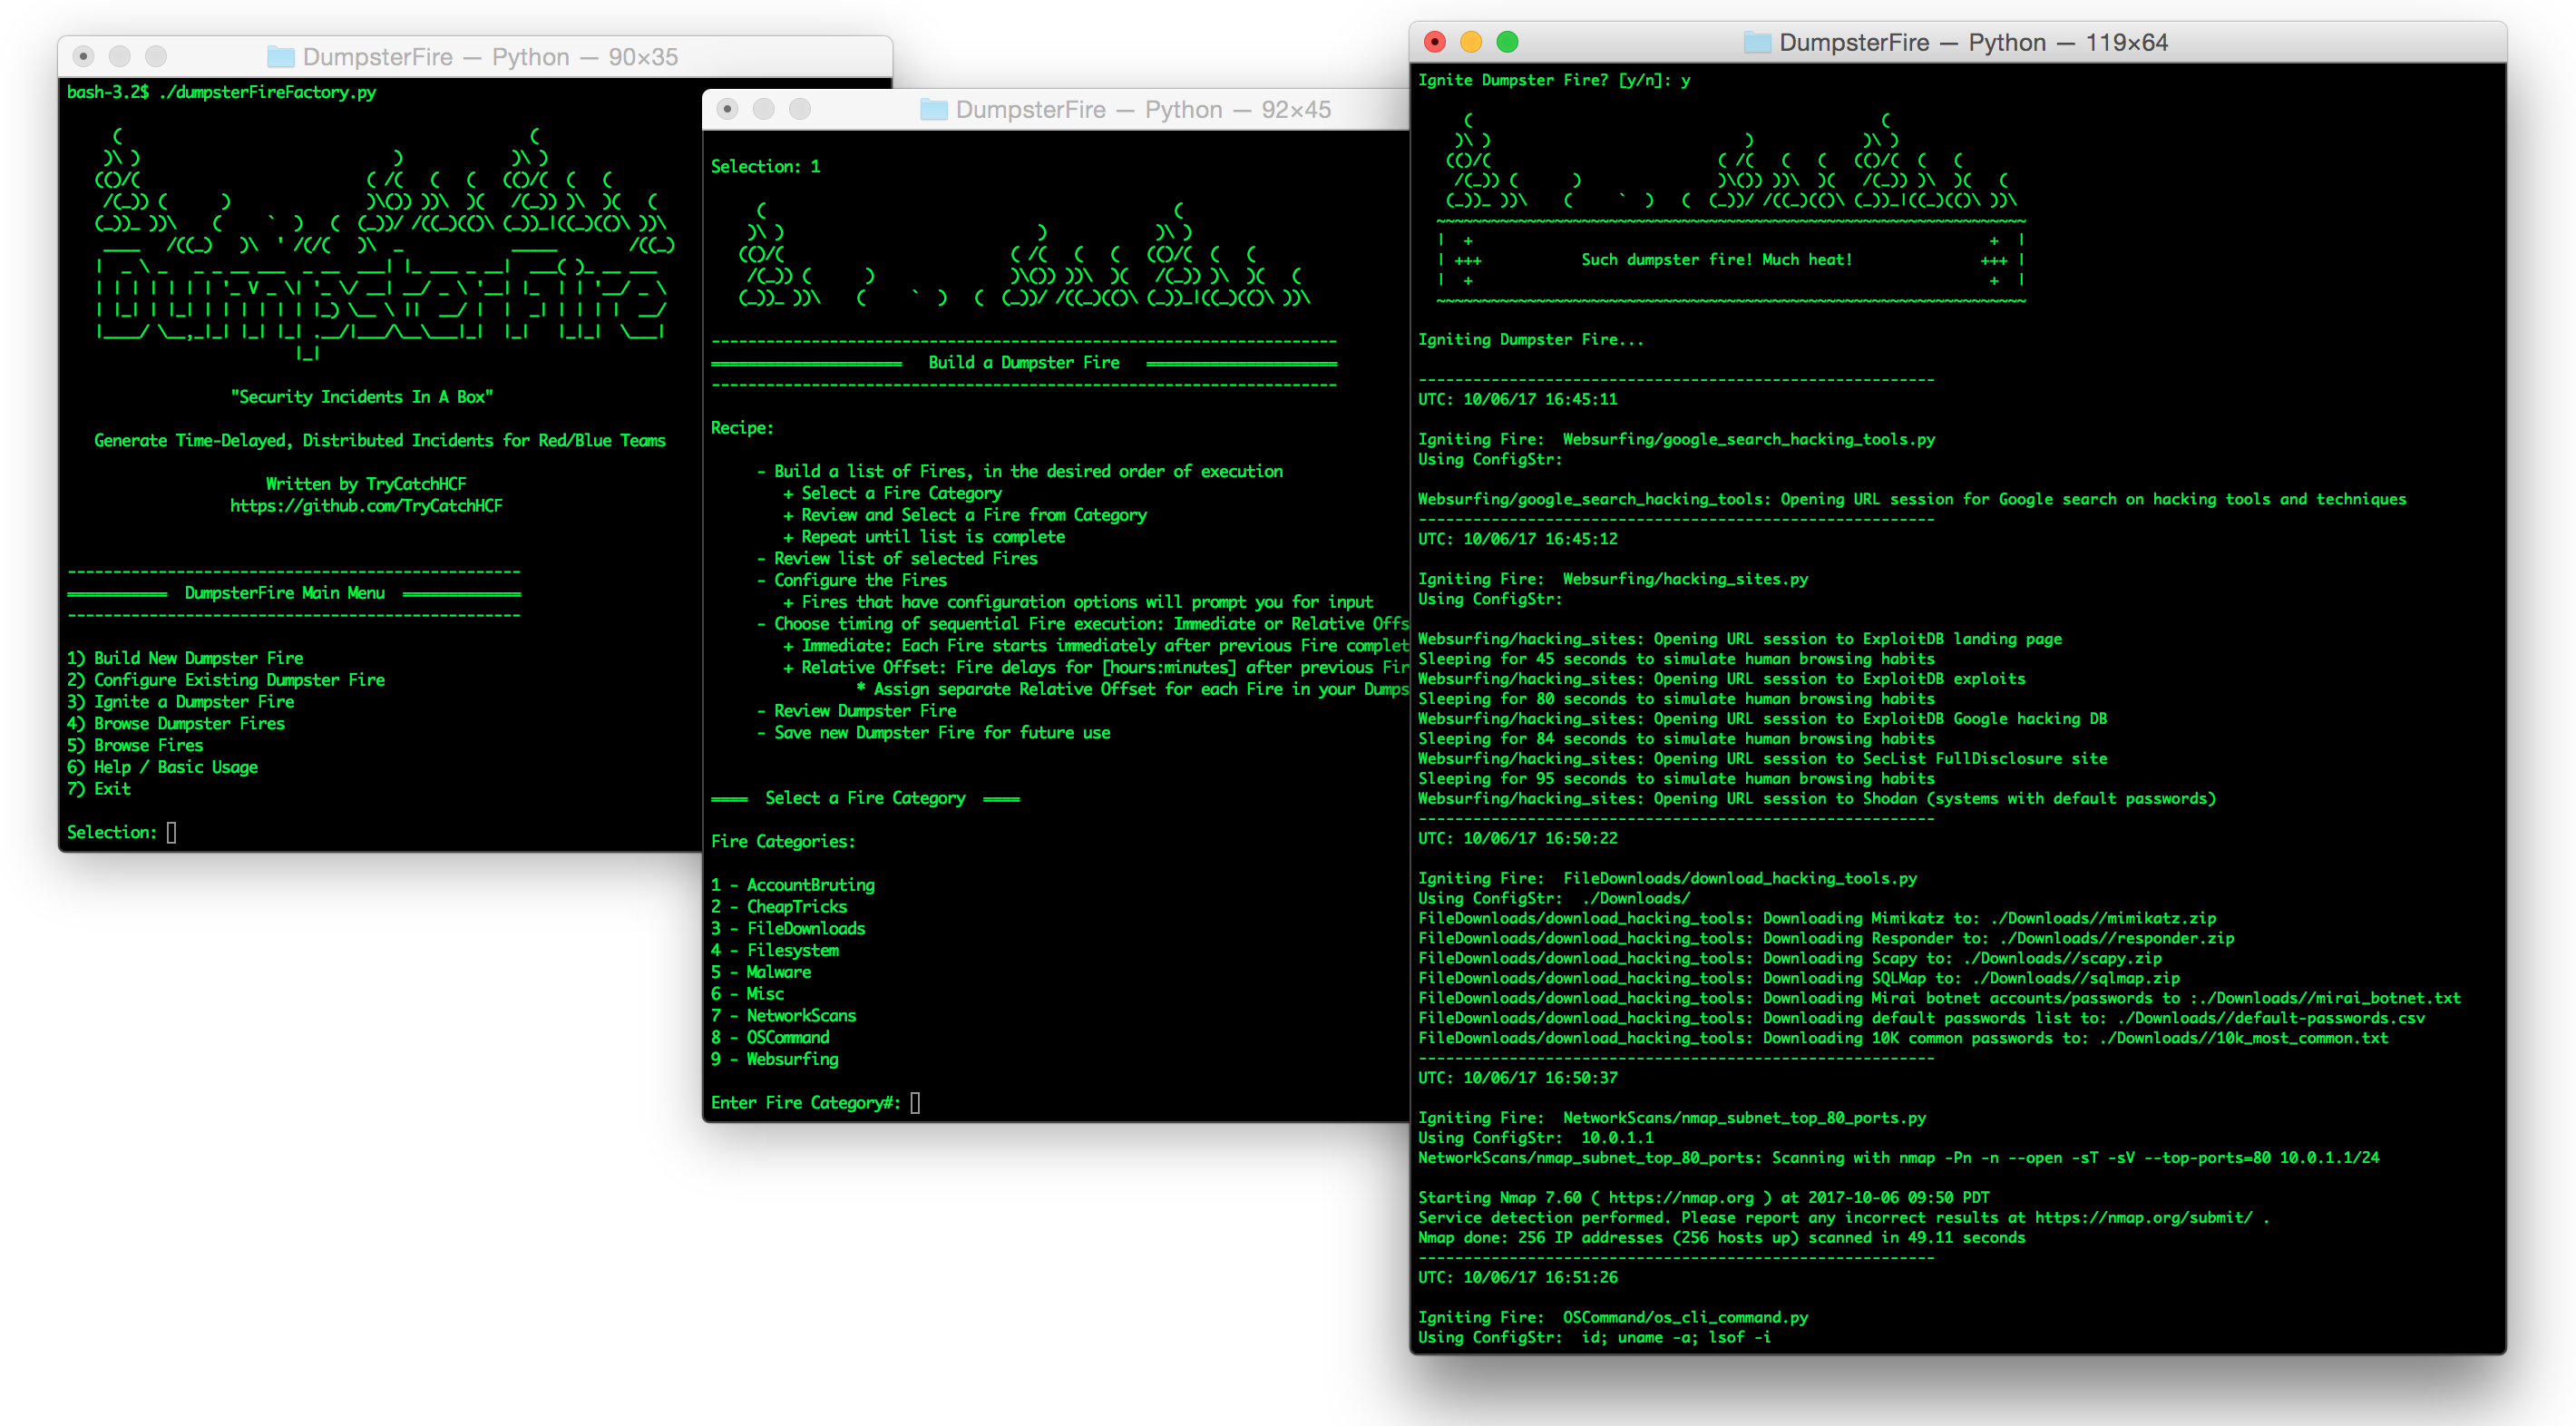 DumpsterFire — Python — 90×35
bash-3.2$ ./dumpsterFireFactory.py
DumpsterFire
"Security Incidents In A Box"
Generate Time-Delayed, Distributed Incidents for Red/Blue Teams
Written by TryCatchHCF
https://github.com/TryCatchHCF
DumpsterFire Main Menu
1) Build New Dumpster Fire
2) Configure Existing Dumpster Fire
3) Ignite a Dumpster Fire
4) Browse Dumpster Fires
5) Browse Fires
6) Help / Basic Usage
7) Exit
Selection:
DumpsterFire — Python — 92×45
Selection: 1
Build a Dumpster Fire
Recipe:
- Build a list of Fires, in the desired order of execution
+ Select a Fire Category
+ Review and Select a Fire from Category
+ Repeat until list is complete
- Review list of selected Fires
- Configure the Fires
+ Fires that have configuration options will prompt you for input
- Choose timing of sequential Fire execution: Immediate or Relative Offs
+ Immediate: Each Fire starts immediately after previous Fire complet
+ Relative Offset: Fire delays for [hours:minutes] after previous Fir
* Assign separate Relative Offset for each Fire in your Dumps
- Review Dumpster Fire
- Save new Dumpster Fire for future use
==== Select a Fire Category ====
Fire Categories:
1 - AccountBruting
2 - CheapTricks
3 - FileDownloads
4 - Filesystem
5 - Malware
6 - Misc
7 - NetworkScans
8 - OSCommand
9 - Websurfing
Enter Fire Category#:
DumpsterFire — Python — 119×64
Ignite Dumpster Fire? [y/n]: y
Such dumpster fire! Much heat!
Igniting Dumpster Fire...
UTC: 10/06/17 16:45:11
Igniting Fire: Websurfing/google_search_hacking_tools.py
Using ConfigStr:
Websurfing/google_search_hacking_tools: Opening URL session for Google search on hacking tools and techniques
UTC: 10/06/17 16:45:12
Igniting Fire: Websurfing/hacking_sites.py
Using ConfigStr:
Websurfing/hacking_sites: Opening URL session to ExploitDB landing page
Sleeping for 45 seconds to simulate human browsing habits
Websurfing/hacking_sites: Opening URL session to ExploitDB exploits
Sleeping for 80 seconds to simulate human browsing habits
Websurfing/hacking_sites: Opening URL session to ExploitDB Google hacking DB
Sleeping for 84 seconds to simulate human browsing habits
Websurfing/hacking_sites: Opening URL session to SecList FullDisclosure site
Sleeping for 95 seconds to simulate human browsing habits
Websurfing/hacking_sites: Opening URL session to Shodan (systems with default passwords)
UTC: 10/06/17 16:50:22
Igniting Fire: FileDownloads/download_hacking_tools.py
Using ConfigStr: ./Downloads/
FileDownloads/download_hacking_tools: Downloading Mimikatz to: ./Downloads//mimikatz.zip
FileDownloads/download_hacking_tools: Downloading Responder to: ./Downloads//responder.zip
FileDownloads/download_hacking_tools: Downloading Scapy to: ./Downloads//scapy.zip
FileDownloads/download_hacking_tools: Downloading SQLMap to: ./Downloads//sqlmap.zip
FileDownloads/download_hacking_tools: Downloading Mirai botnet accounts/passwords to :./Downloads//mirai_botnet.txt
FileDownloads/download_hacking_tools: Downloading default passwords list to: ./Downloads//default-passwords.csv
FileDownloads/download_hacking_tools: Downloading 10K common passwords to: ./Downloads//10k_most_common.txt
UTC: 10/06/17 16:50:37
Igniting Fire: NetworkScans/nmap_subnet_top_80_ports.py
Using ConfigStr: 10.0.1.1
NetworkScans/nmap_subnet_top_80_ports: Scanning with nmap -Pn -n --open -sT -sV --top-ports=80 10.0.1.1/24
Starting Nmap 7.60 ( https://nmap.org ) at 2017-10-06 09:50 PDT
Service detection performed. Please report any incorrect results at https://nmap.org/submit/ .
Nmap done: 256 IP addresses (256 hosts up) scanned in 49.11 seconds
UTC: 10/06/17 16:51:26
Igniting Fire: OSCommand/os_cli_command.py
Using ConfigStr: id; uname -a; lsof -i